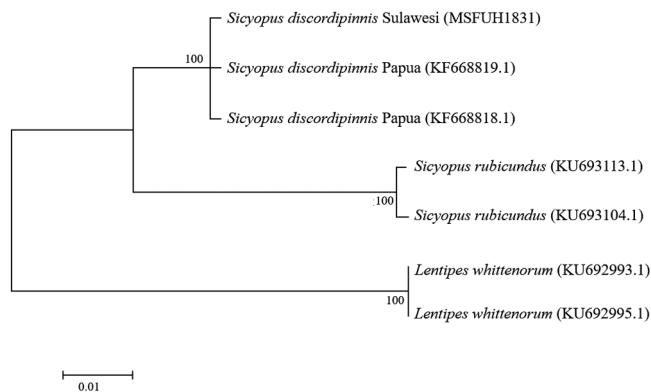 Sicyopus discordipinnis Sulawesi (MSFUH1831)
100
Sicyopus discordipinnis Papua (KF668819.1)
Sicyopus discordipinnis Papua (KF668818.1)
Sicyopus rubicundus (KU693113.1)
100
Sicyopus rubicundus (KU693104.1)
Lentipes whittenorum (KU692993.1)
100
Lentipes whittenorum (KU692995.1)
0.01